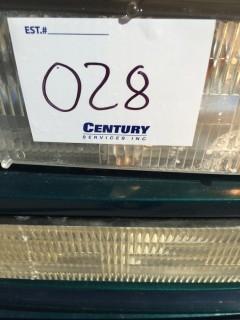 EST.#
028
CENTURY
SERVICES INC